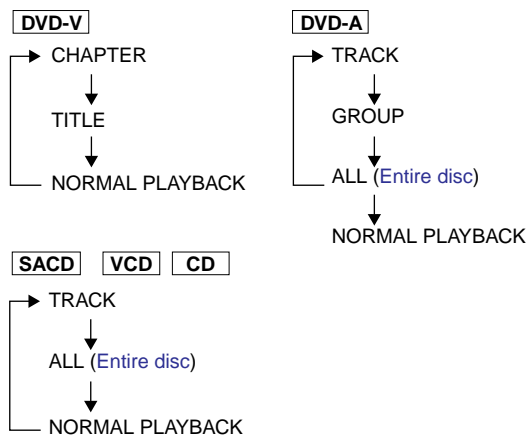 DVD-V
CHAPTER
TITLE
NORMAL PLAYBACK
DVD-A
TRACK
GROUP
ALL (Entire disc)
NORMAL PLAYBACK
SACD VCD CD
TRACK
ALL (Entire disc)
NORMAL PLAYBACK